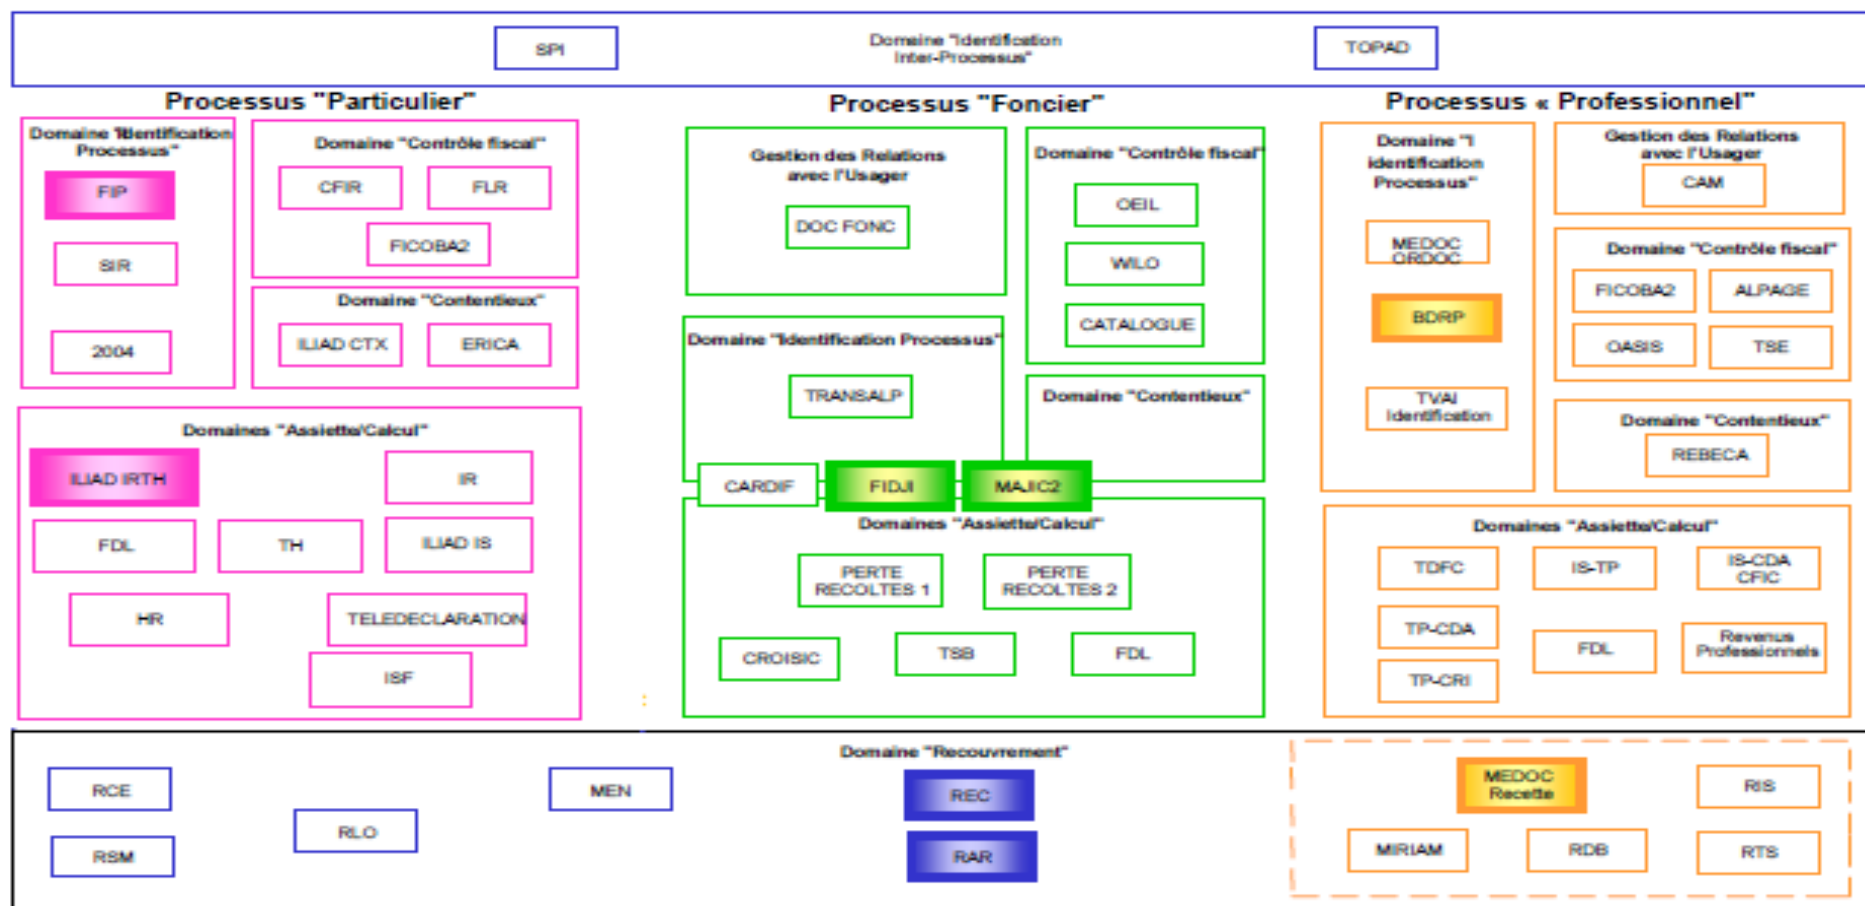 SPI
Domaine "Identification
Inter-Processus"
TOPAD
Processus "Particulier"
Domaine "Identification
Processus"
FIP
SIR
2004
Domaine "Contrôle fiscal"
CFIR
FLR
FICOBA2
Domaine "Contentieux"
ILIAD CTX
ERICA
Domaines "Assiette/Calcul"
ILIAD IRTH
IR
FDL
TH
ILIAD IS
HR
TELEDECLARATION
ISF
Processus "Foncier"
Gestion des Relations
avec l'Usager
DOC FONC
Domaine "Contrôle fiscal"
OEIL
WILO
CATALOGUE
Domaine "Identification Processus"
TRANSALP
Domaine "Contentieux"
CARDIF
FIDJI
MAJIC2
Domaines "Assiette/Calcul"
PERTE
RECOLTES 1
PERTE
RECOLTES 2
CROISIC
TSB
FDL
Processus « Professionnel"
Domaine "I
identification
Processus"
MEDOC
ORDOC
BDRP
TVAI
Identification
Gestion des Relations
avec l'Usager
CAM
Domaine "Contrôle fiscal"
FICOBA2
ALPAGE
OASIS
TSE
Domaine "Contentieux"
REBECA
Domaines "Assiette/Calcul"
TDFC
IS-TP
IS-CDA
CFIC
TP-CDA
FDL
Revenus
Professionnels
TP-CRI
:
Domaine "Recouvrement"
RCE
RSM
RLO
MEN
REC
RAR
MEDOC
Recette
RIS
MIRIAM
RDB
RTS